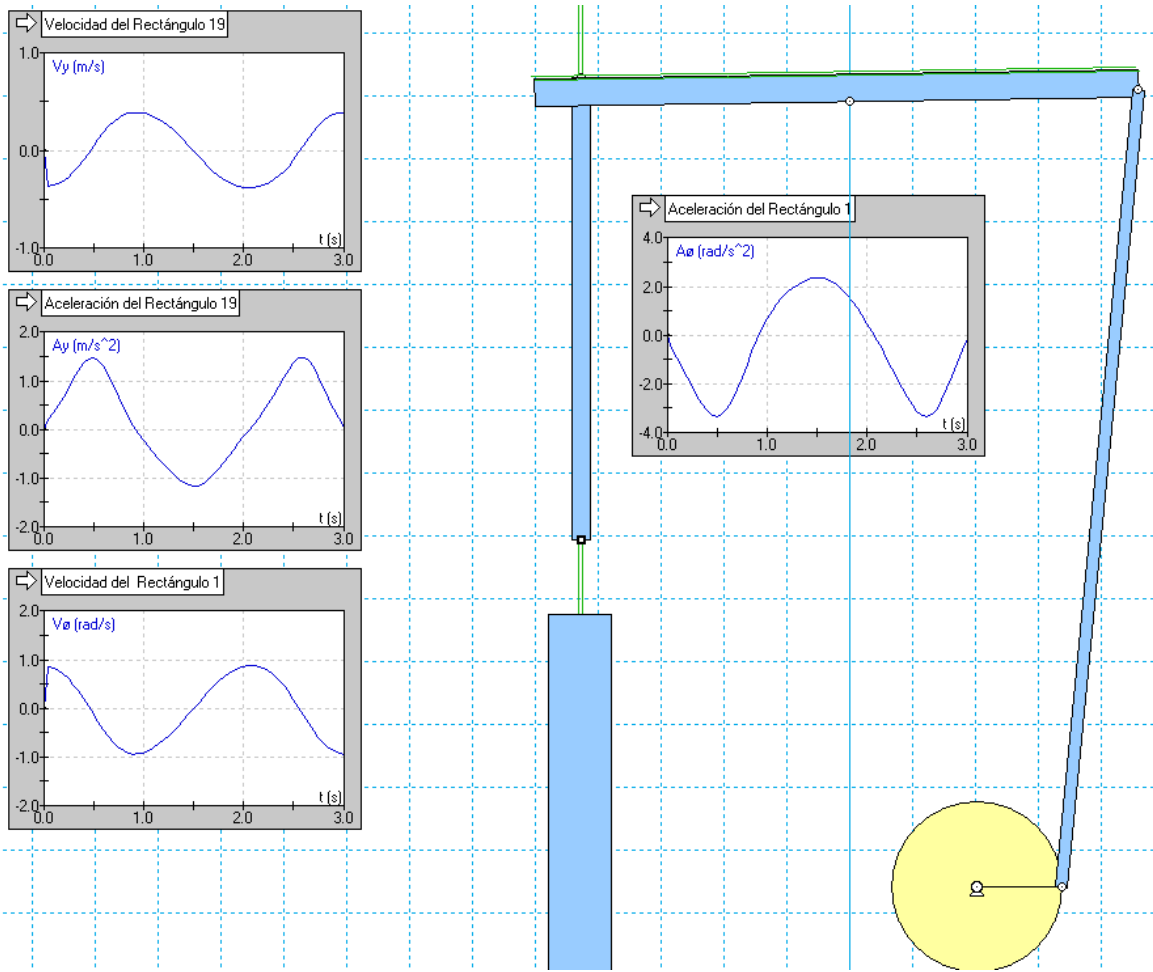 Velocidad del Rectángulo 19
1.0
Vy (m/s)
0.0
-1.0
t (s)
0.0 1.0 2.0 3.0
Aceleración del Rectángulo 19
2.0
Ay (m/s^2)
1.0
0.0
-1.0
-2.0
t (s)
0.0 1.0 2.0 3.0
Velocidad del Rectángulo 1
2.0
Vø (rad/s)
1.0
0.0
-1.0
-2.0
t (s)
0.0 1.0 2.0 3.0
Aceleración del Rectángulo 1
4.0
Aø (rad/s^2)
2.0
0.0
-2.0
-4.0
t (s)
0.0 1.0 2.0 3.0